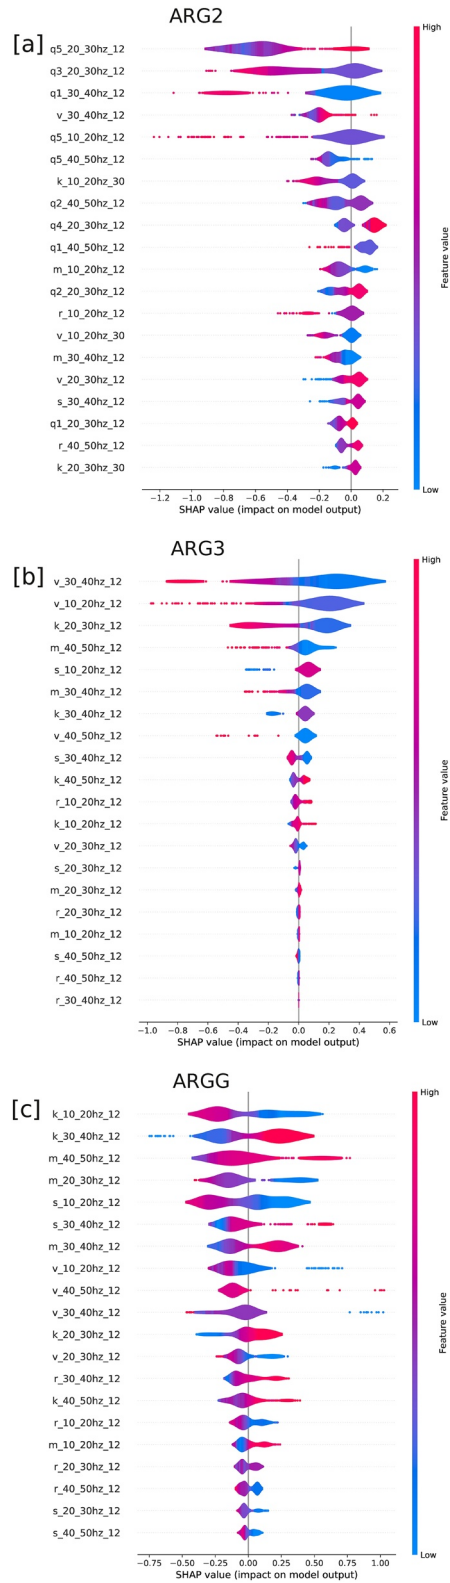 ARG2
[a]
High
q5_20_30hz_12
q3_20_30hz_12
q1_30_40hz_12
v_30_40hz_12
q5_10_20hz_12
q5_40_50hz_12
k_10_20hz_30
q2_40_50hz_12
q4_20_30hz_12
q1_40_50hz_12
m_10_20hz_12
q2_20_30hz_12
r_10_20hz_12
v_10_20hz_30
m_30_40hz_12
v_20_30hz_12
s_30_40hz_12
q1_20_30hz_12
r_40_50hz_12
k_20_30hz_30
Feature value
Low
−1.2 −1.0 −0.8 −0.6 −0.4 −0.2 0.0 0.2
SHAP value (impact on model output)
ARG3
[b]
High
v_30_40hz_12
v_10_20hz_12
k_20_30hz_12
m_40_50hz_12
s_10_20hz_12
m_30_40hz_12
k_30_40hz_12
v_40_50hz_12
s_30_40hz_12
k_40_50hz_12
r_10_20hz_12
k_10_20hz_12
v_20_30hz_12
s_20_30hz_12
m_20_30hz_12
r_20_30hz_12
m_10_20hz_12
s_40_50hz_12
r_40_50hz_12
r_30_40hz_12
Feature value
Low
−1.0 −0.8 −0.6 −0.4 −0.2 0.0 0.2 0.4 0.6
SHAP value (impact on model output)
ARGG
[c]
High
k_10_20hz_12
k_30_40hz_12
m_40_50hz_12
m_20_30hz_12
s_10_20hz_12
s_30_40hz_12
m_30_40hz_12
v_10_20hz_12
v_40_50hz_12
v_30_40hz_12
k_20_30hz_12
v_20_30hz_12
r_30_40hz_12
k_40_50hz_12
r_10_20hz_12
m_10_20hz_12
r_20_30hz_12
r_40_50hz_12
s_20_30hz_12
s_40_50hz_12
Feature value
Low
−0.75 −0.50 −0.25 0.00 0.25 0.50 0.75 1.00
SHAP value (impact on model output)